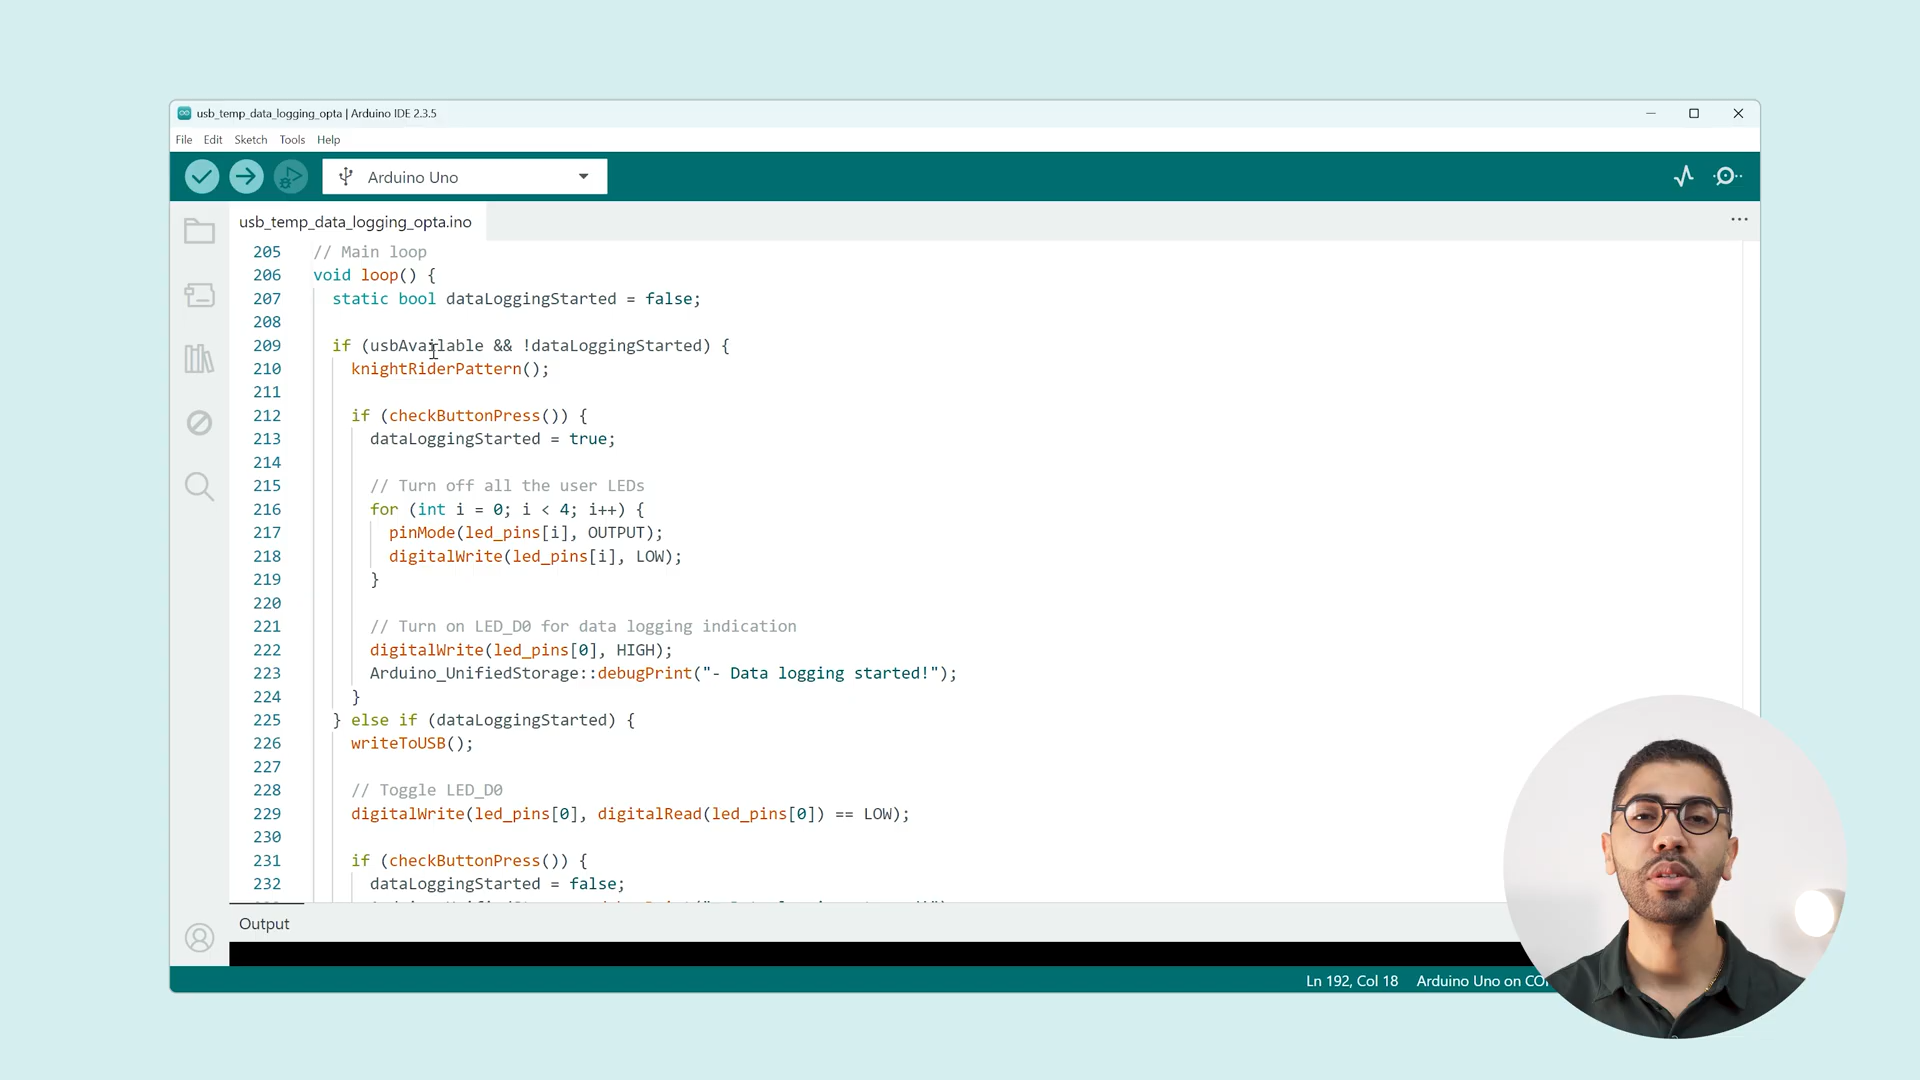 usb_temp_data_logging_opta | Arduino IDE 2.3.5
File Edit Sketch Tools Help
Arduino Uno
usb_temp_data_logging_opta.ino
205 // Main loop
206 void loop() {
207 static bool dataLoggingStarted = false;
208
209 if (usbAvailable && !dataLoggingStarted) {
210 knightRiderPattern();
211
212 if (checkButtonPress()) {
213 dataLoggingStarted = true;
214
215 // Turn off all the user LEDs
216 for (int i = 0; i < 4; i++) {
217 pinMode(led_pins[i], OUTPUT);
218 digitalWrite(led_pins[i], LOW);
219 }
220
221 // Turn on LED_D0 for data logging indication
222 digitalWrite(led_pins[0], HIGH);
223 Arduino_UnifiedStorage::debugPrint("- Data logging started!");
224 }
225 } else if (dataLoggingStarted) {
226 writeToUSB();
227
228 // Toggle LED_D0
229 digitalWrite(led_pins[0], digitalRead(led_pins[0]) == LOW);
230
231 if (checkButtonPress()) {
232 dataLoggingStarted = false;
Output
Ln 192, Col 18 Arduino Uno on